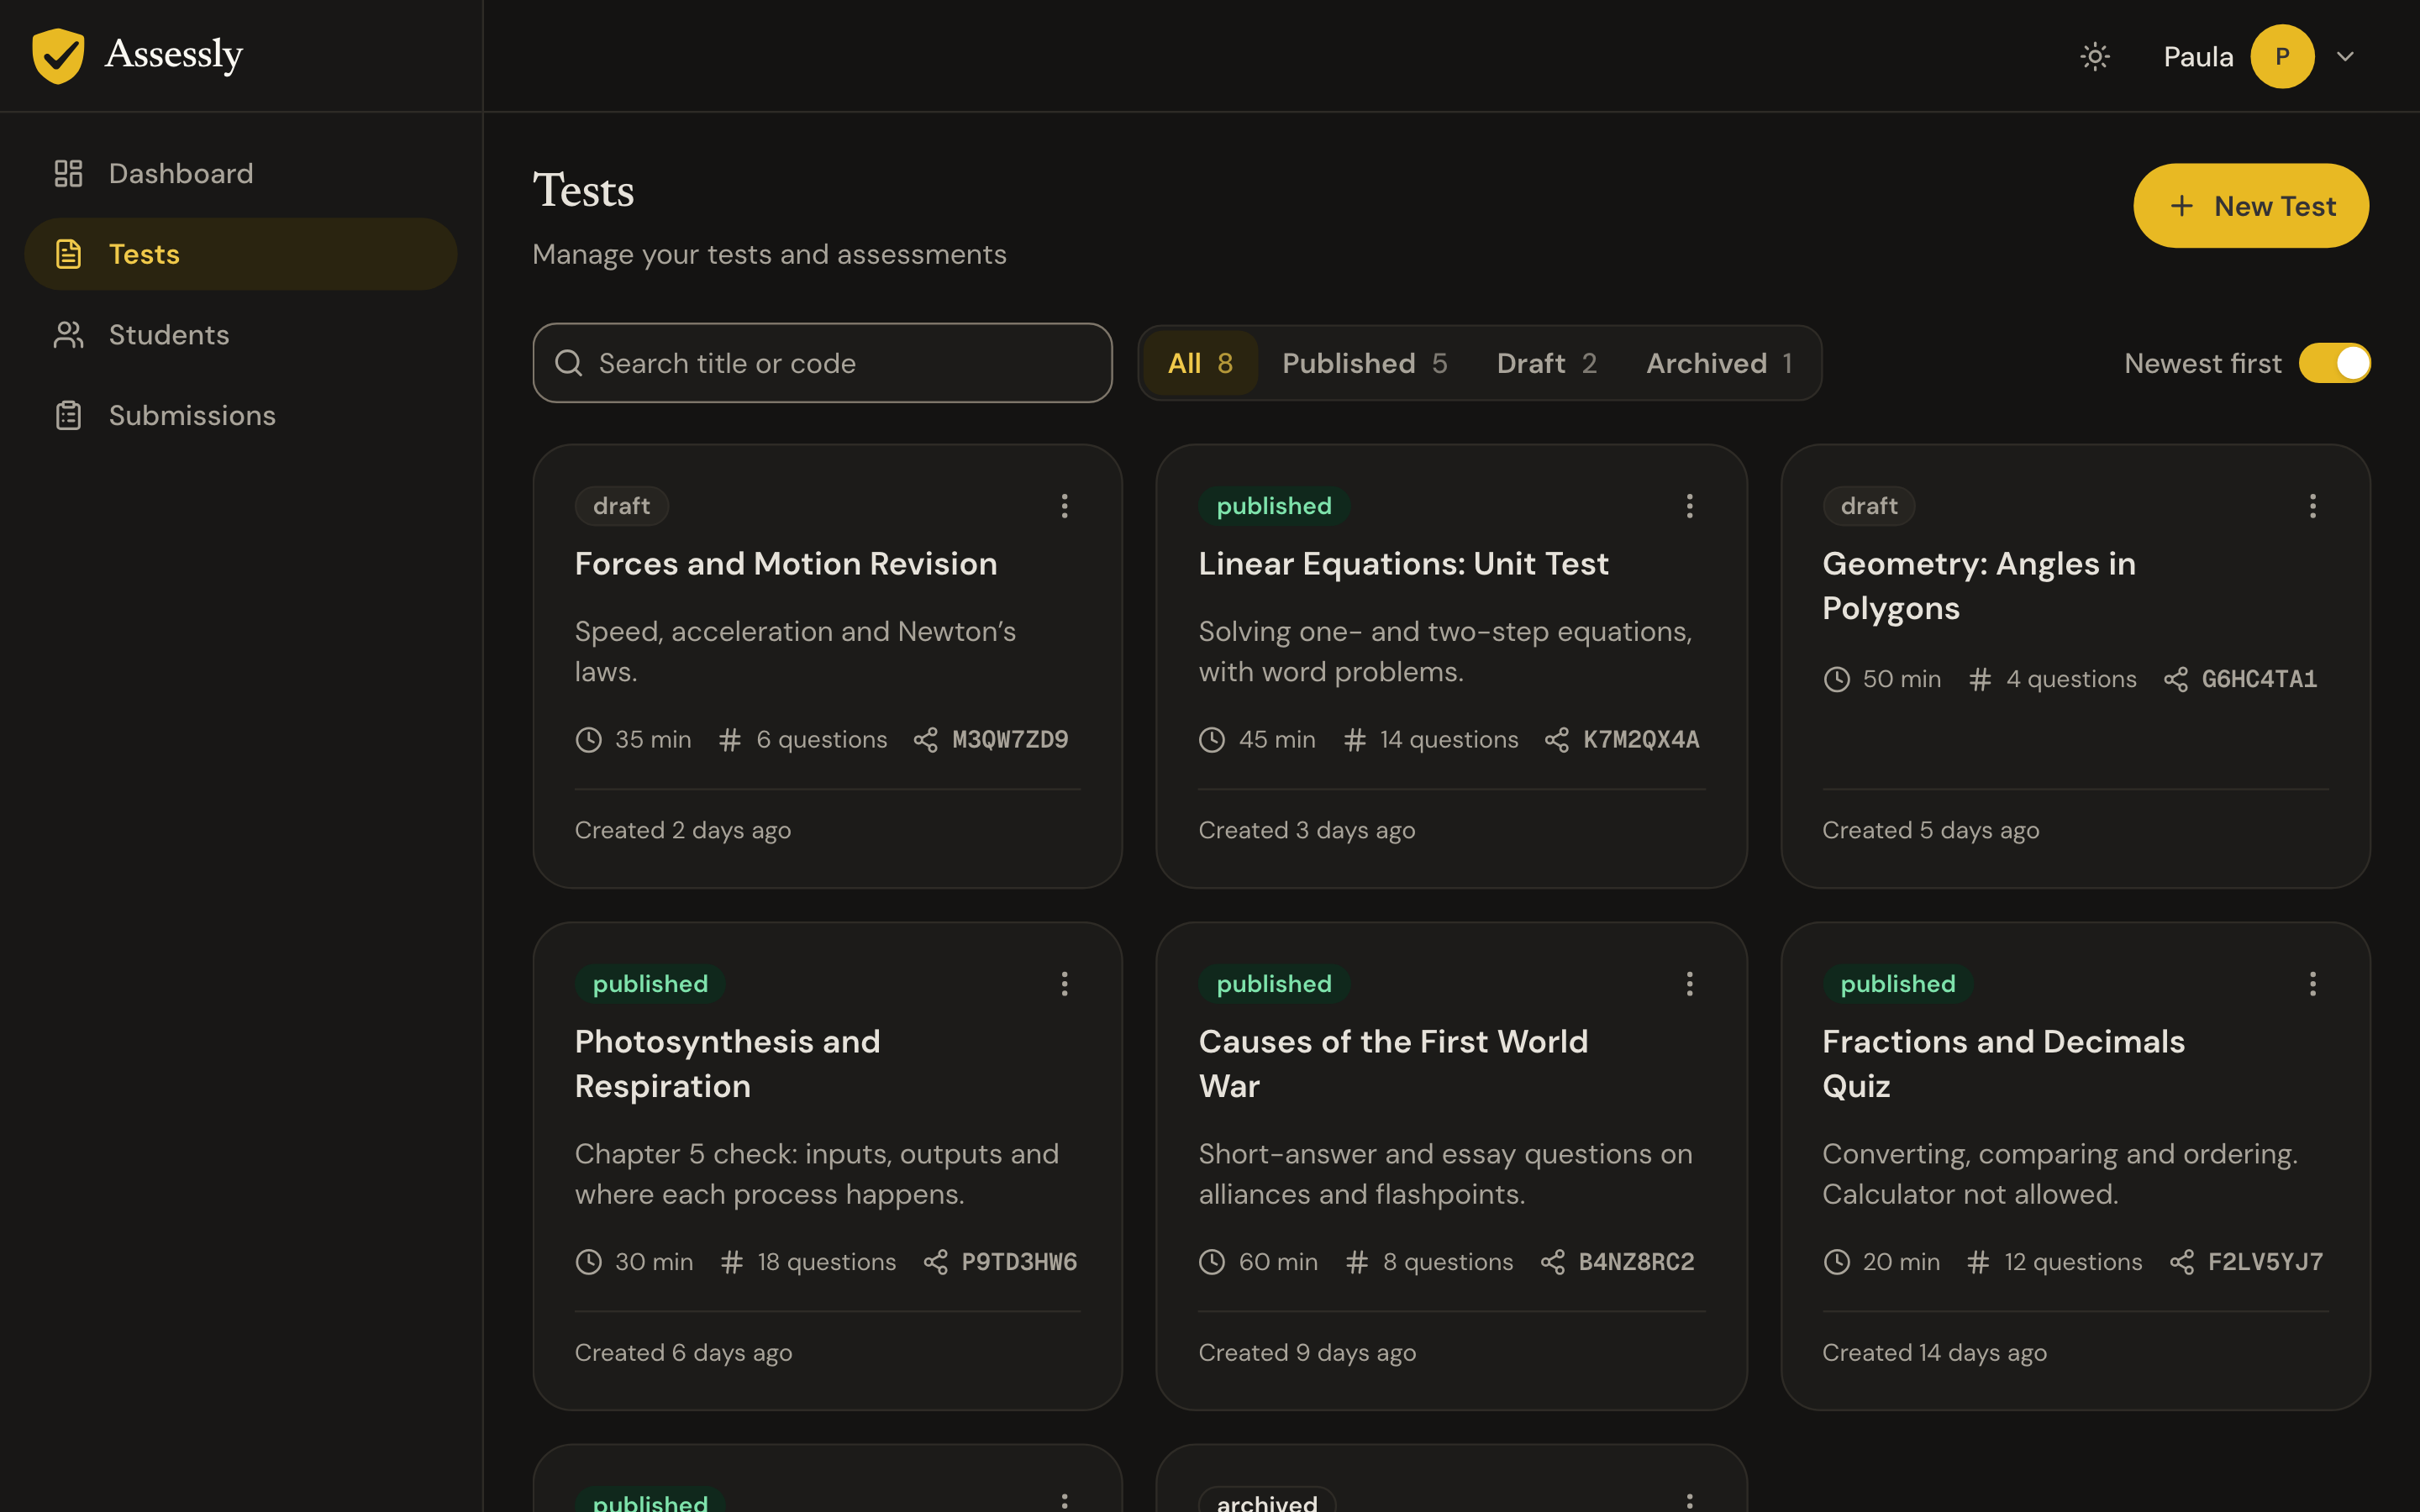 Assessly
Paula P
Dashboard
Tests
Students
Submissions
Tests
Manage your tests and assessments
New Test
Search title or code
All 8 Published 5 Draft 2 Archived 1
Newest first
draft
Forces and Motion Revision
Speed, acceleration and Newton’s
laws.
35 min # 6 questions M3QW7ZD9
Created 2 days ago
published
Linear Equations: Unit Test
Solving one- and two-step equations,
with word problems.
45 min # 14 questions K7M2QX4A
Created 3 days ago
draft
Geometry: Angles in
Polygons
50 min # 4 questions G6HC4TA1
Created 5 days ago
published
Photosynthesis and
Respiration
Chapter 5 check: inputs, outputs and
where each process happens.
30 min # 18 questions P9TD3HW6
Created 6 days ago
published
Causes of the First World
War
Short-answer and essay questions on
alliances and flashpoints.
60 min # 8 questions B4NZ8RC2
Created 9 days ago
published
Fractions and Decimals
Quiz
Converting, comparing and ordering.
Calculator not allowed.
20 min # 12 questions F2LV5YJ7
Created 14 days ago
published
archived